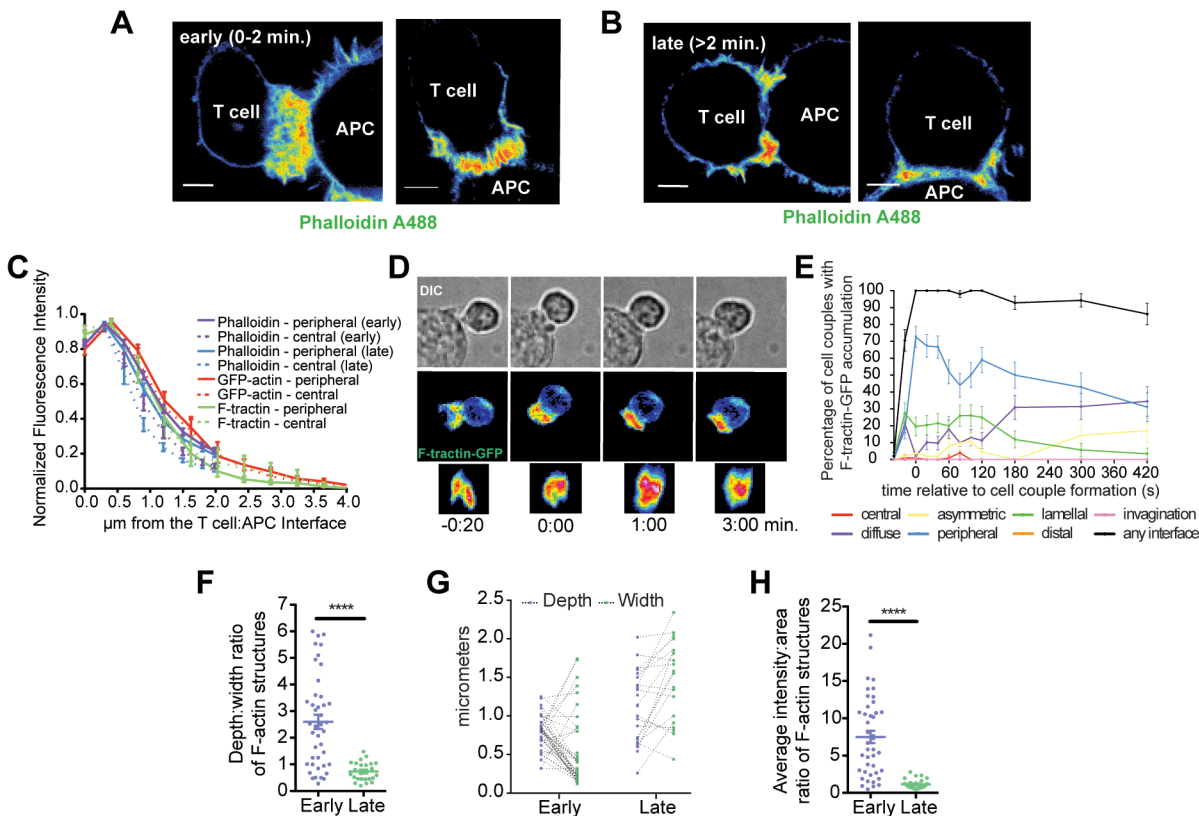 A
early (0-2 min.)
T cell
APC
T cell
APC
Phalloidin A488
B
late (>2 min.)
T cell
APC
T cell
APC
Phalloidin A488
C
Normalized Fluorescence Intensity
1.0
0.8
0.6
0.4
0.2
0.0
0.0 0.5 1.0 1.5 2.0 2.5 3.0 3.5 4.0
µm from the T cell:APC Interface
Phalloidin - peripheral (early)
Phalloidin - central (early)
Phalloidin - peripheral (late)
Phalloidin - central (late)
GFP-actin - peripheral
GFP-actin - central
F-tractin - peripheral
F-tractin - central
D
DIC
F-tractin-GFP
-0:20 0:00 1:00 3:00 min.
E
Percentage of cell couples with
F-tractin-GFP accumulation
100
90
80
70
60
50
40
30
20
10
0
0 60 120 180 240 300 360 420
time relative to cell couple formation (s)
central asymmetric lamellal invagination
diffuse peripheral distal any interface
F
Depth:width ratio
of F-actin structures
7
6
5
4
3
2
1
0
****
Early Late
G
Depth Width
micrometers
2.5
2.0
1.5
1.0
0.5
0
Early Late
H
Average intensity:area
ratio of F-actin structures
25
20
15
10
5
0
****
Early Late